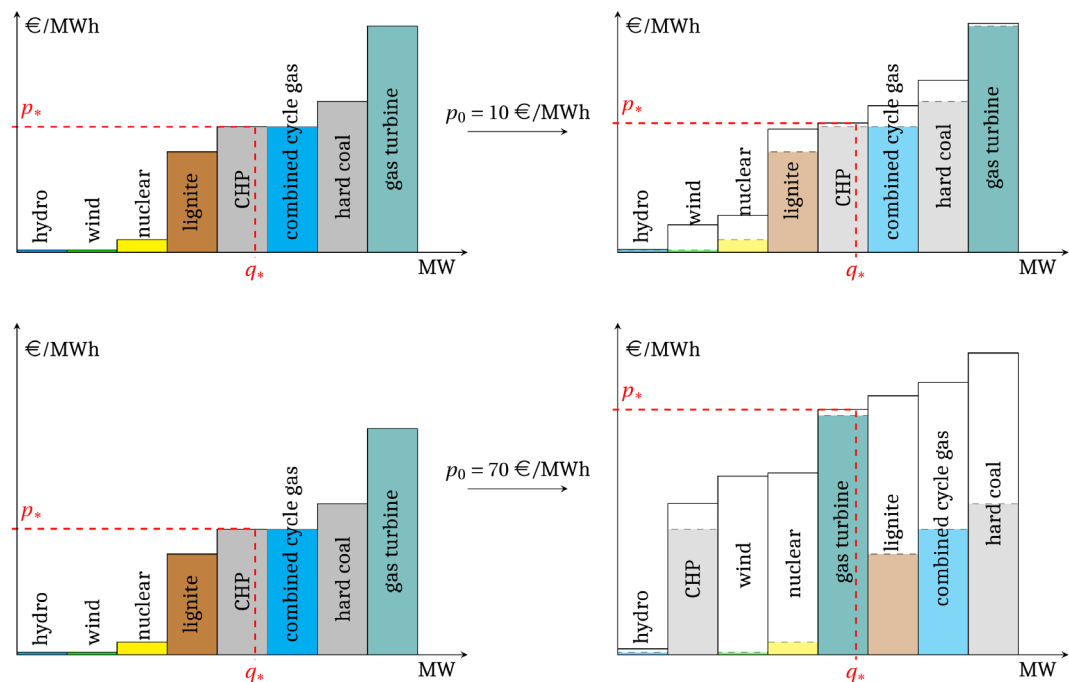 €/MWh
p*
hydro
wind
nuclear
lignite
CHP
combined cycle gas
hard coal
gas turbine
q*
MW
p0 = 10 €/MWh
€/MWh
p*
hydro
wind
nuclear
lignite
CHP
combined cycle gas
hard coal
gas turbine
q*
MW
€/MWh
p*
hydro
wind
nuclear
lignite
CHP
combined cycle gas
hard coal
gas turbine
q*
MW
p0 = 70 €/MWh
€/MWh
p*
hydro
CHP
wind
nuclear
gas turbine
lignite
combined cycle gas
hard coal
q*
MW